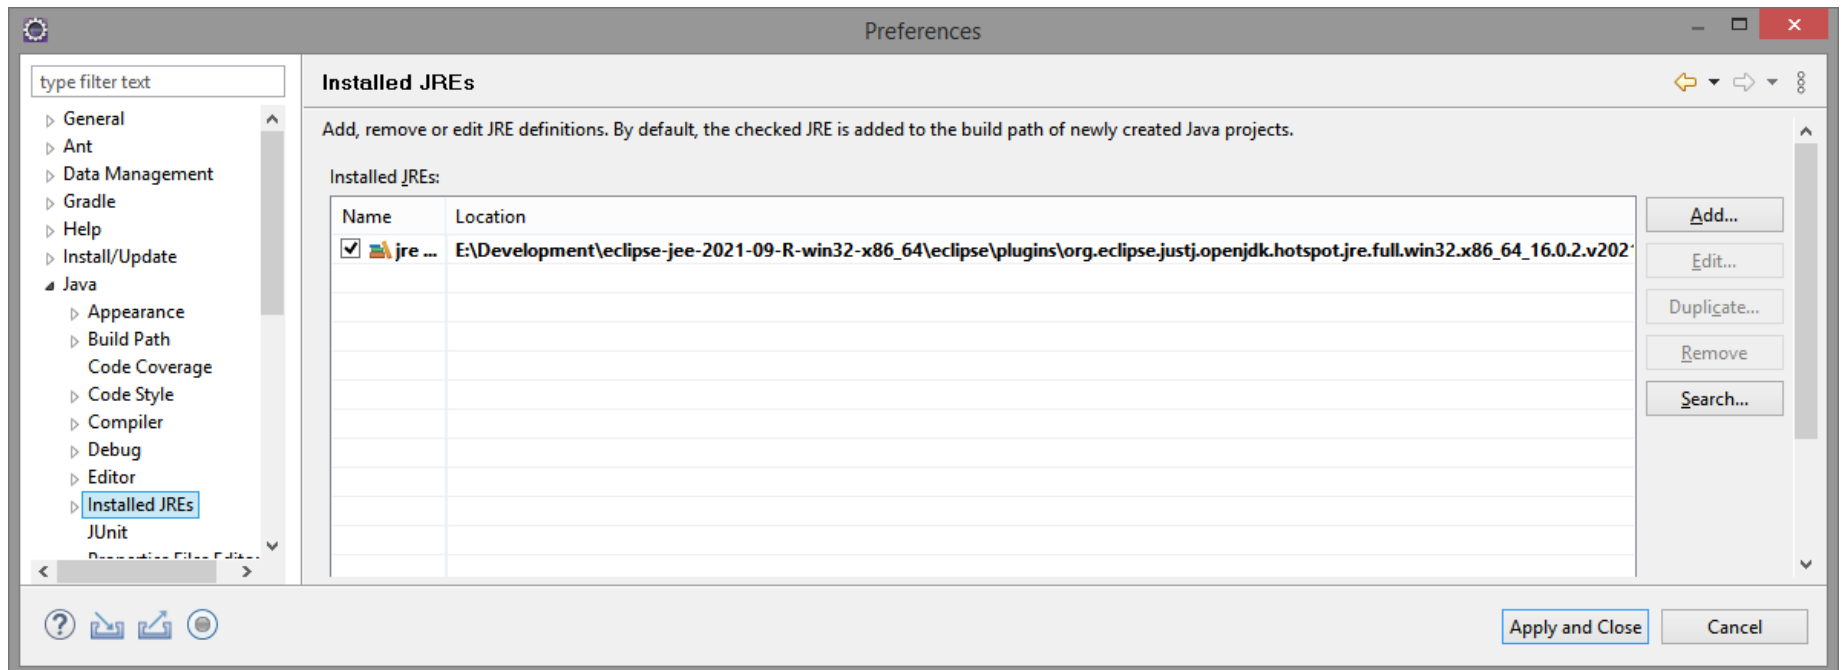 Preferences
type filter text
General
Ant
Data Management
Gradle
Help
Install/Update
Java
Appearance
Build Path
Code Coverage
Code Style
Compiler
Debug
Editor
Installed JREs
JUnit
Installed JREs
Add, remove or edit JRE definitions. By default, the checked JRE is added to the build path of newly created Java projects.
Installed JREs:
Name Location
jre ... E:\Development\eclipse-jee-2021-09-R-win32-x86_64\eclipse\plugins\org.eclipse.justj.openjdk.hotspot.jre.full.win32.x86_64_16.0.2.v202
Add...
Edit...
Duplicate...
Remove
Search...
Apply and Close
Cancel